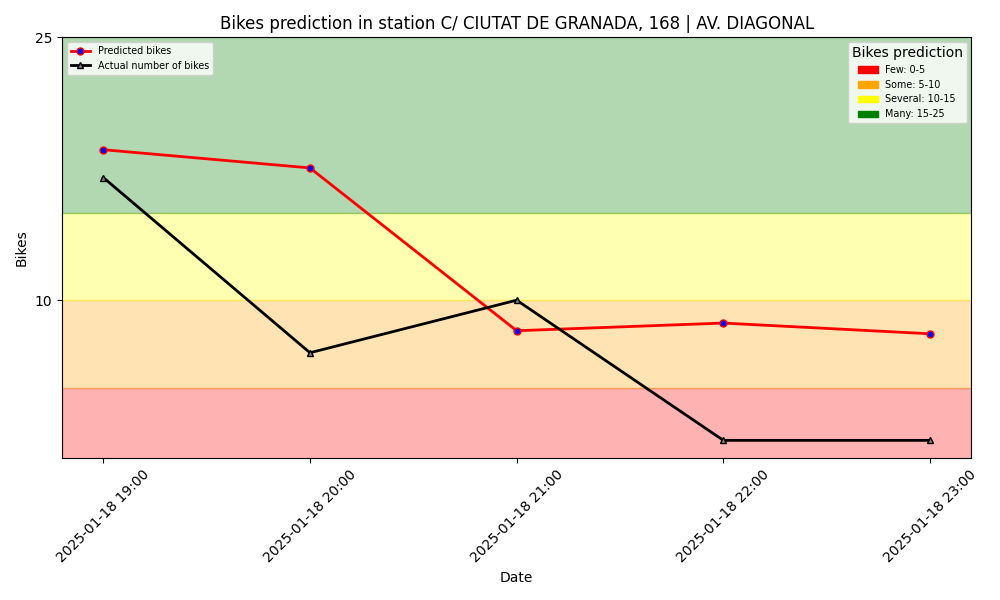 Bikes prediction in station C/ CIUTAT DE GRANADA, 168 | AV. DIAGONAL
25
Predicted bikes
Actual number of bikes
Bikes prediction
Few: 0-5
Some: 5-10
Several: 10-15
Many: 15-25
Bikes
10
2025-01-18 19:00
2025-01-18 20:00
2025-01-18 21:00
2025-01-18 22:00
2025-01-18 23:00
Date